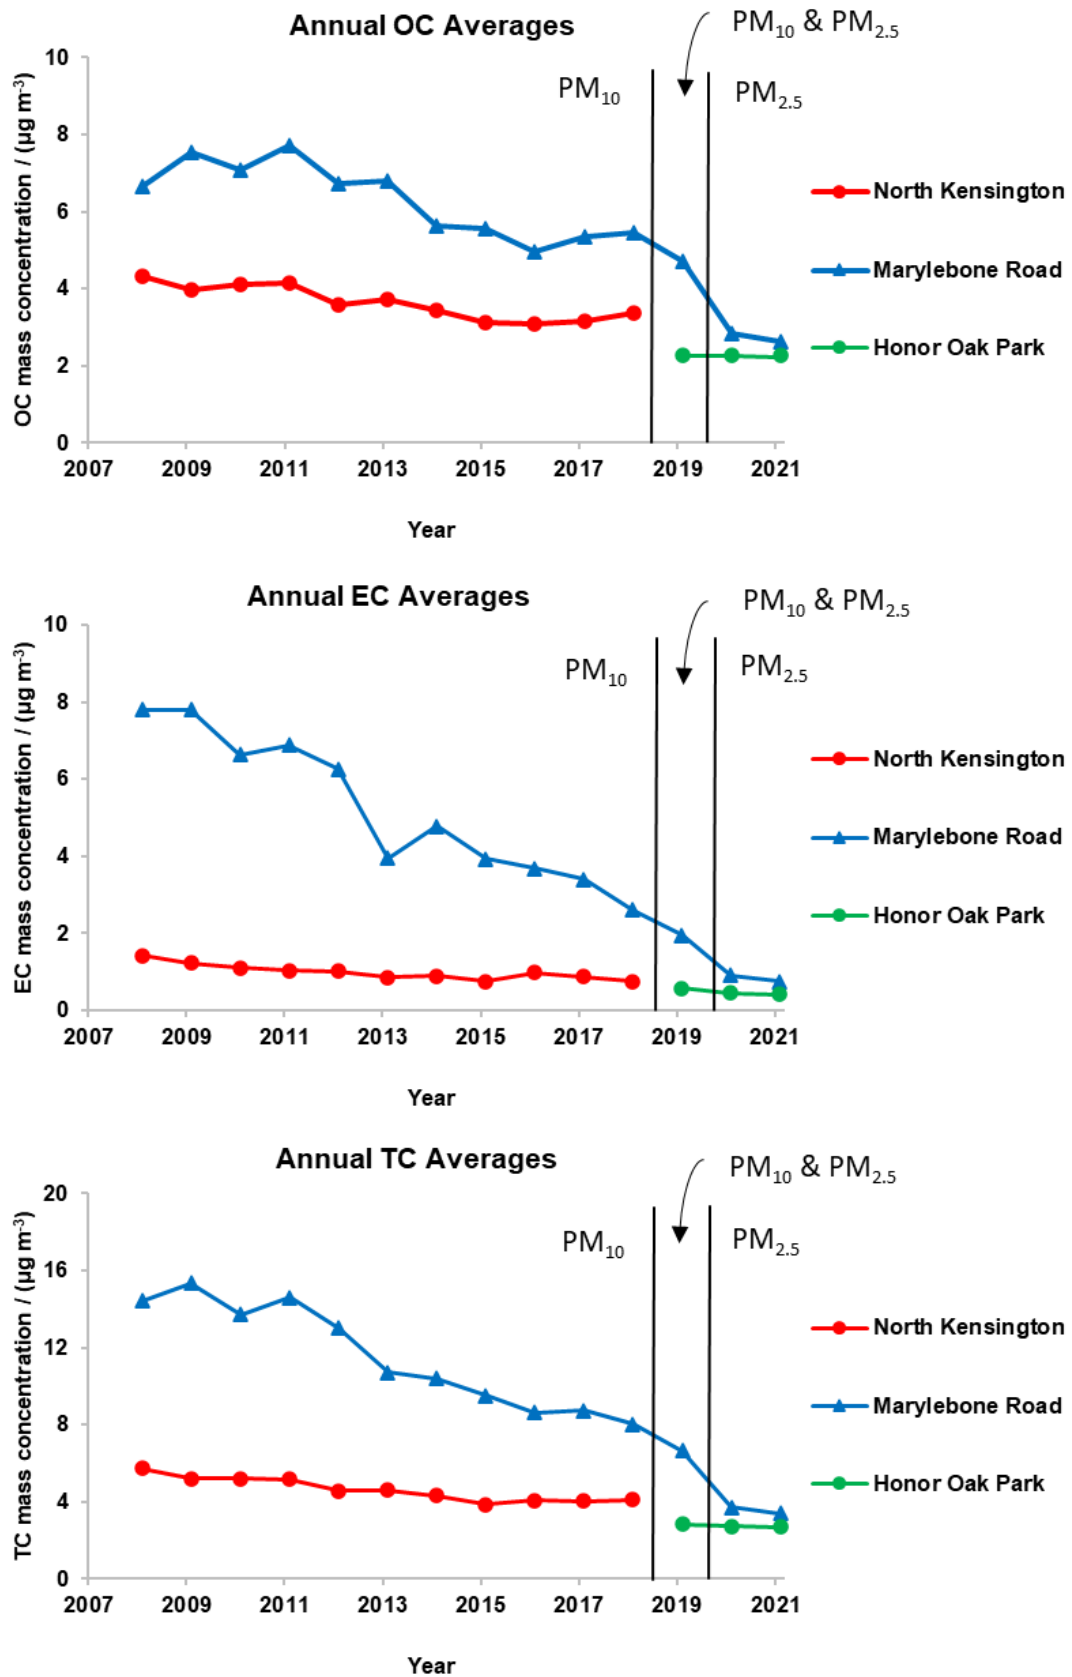 Annual OC Averages
PM₁₀ & PM₂.₅
PM₁₀
PM₂.₅
OC mass concentration / (µg m⁻³)
10
8
6
4
2
0
2007 2009 2011 2013 2015 2017 2019 2021
Year
North Kensington
Marylebone Road
Honor Oak Park
Annual EC Averages
PM₁₀ & PM₂.₅
PM₁₀
PM₂.₅
EC mass concentration / (µg m⁻³)
10
8
6
4
2
0
2007 2009 2011 2013 2015 2017 2019 2021
Year
North Kensington
Marylebone Road
Honor Oak Park
Annual TC Averages
PM₁₀ & PM₂.₅
PM₁₀
PM₂.₅
TC mass concentration / (µg m⁻³)
20
16
12
8
4
0
2007 2009 2011 2013 2015 2017 2019 2021
Year
North Kensington
Marylebone Road
Honor Oak Park